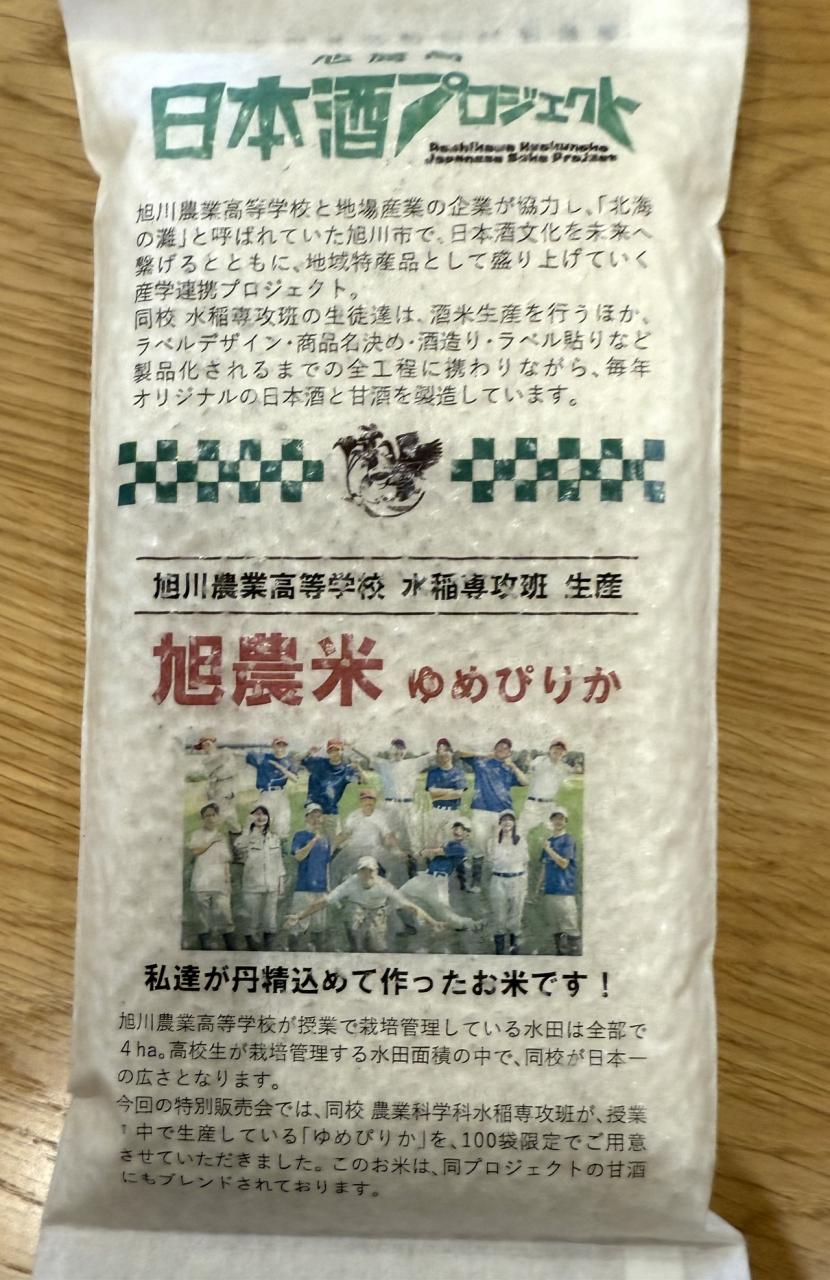 旭農高
日本酒プロジェクト
Asahikawa Nyokunoko
Japanese Sake Project
旭川農業高等学校と地場産業の企業が協力し、「北海
の灘」と呼ばれていた旭川市で、日本酒文化を未来へ
繋げるとともに、地域特産品として盛り上げていく
産学連携プロジェクト。
同校 水稲専攻班の生徒達は、酒米生産を行うほか、
ラベルデザイン・商品名決め・酒造り・ラベル貼りなど
製品化されるまでの全工程に携わりながら、毎年
オリジナルの日本酒と甘酒を製造しています。
旭川農業高等学校 水稲専攻班 生産
旭農米 ゆめぴりか
私達が丹精込めて作ったお米です！
旭川農業高等学校が授業で栽培管理している水田は全部で
4ha。高校生が栽培管理する水田面積の中で、同校が日本一
の広さとなります。
今回の特別販売会では、同校 農業科学科水稲専攻班が、授業
中で生産している「ゆめぴりか」を、100袋限定でご用意
させていただきました。このお米は、同プロジェクトの甘酒
にもブレンドされております。